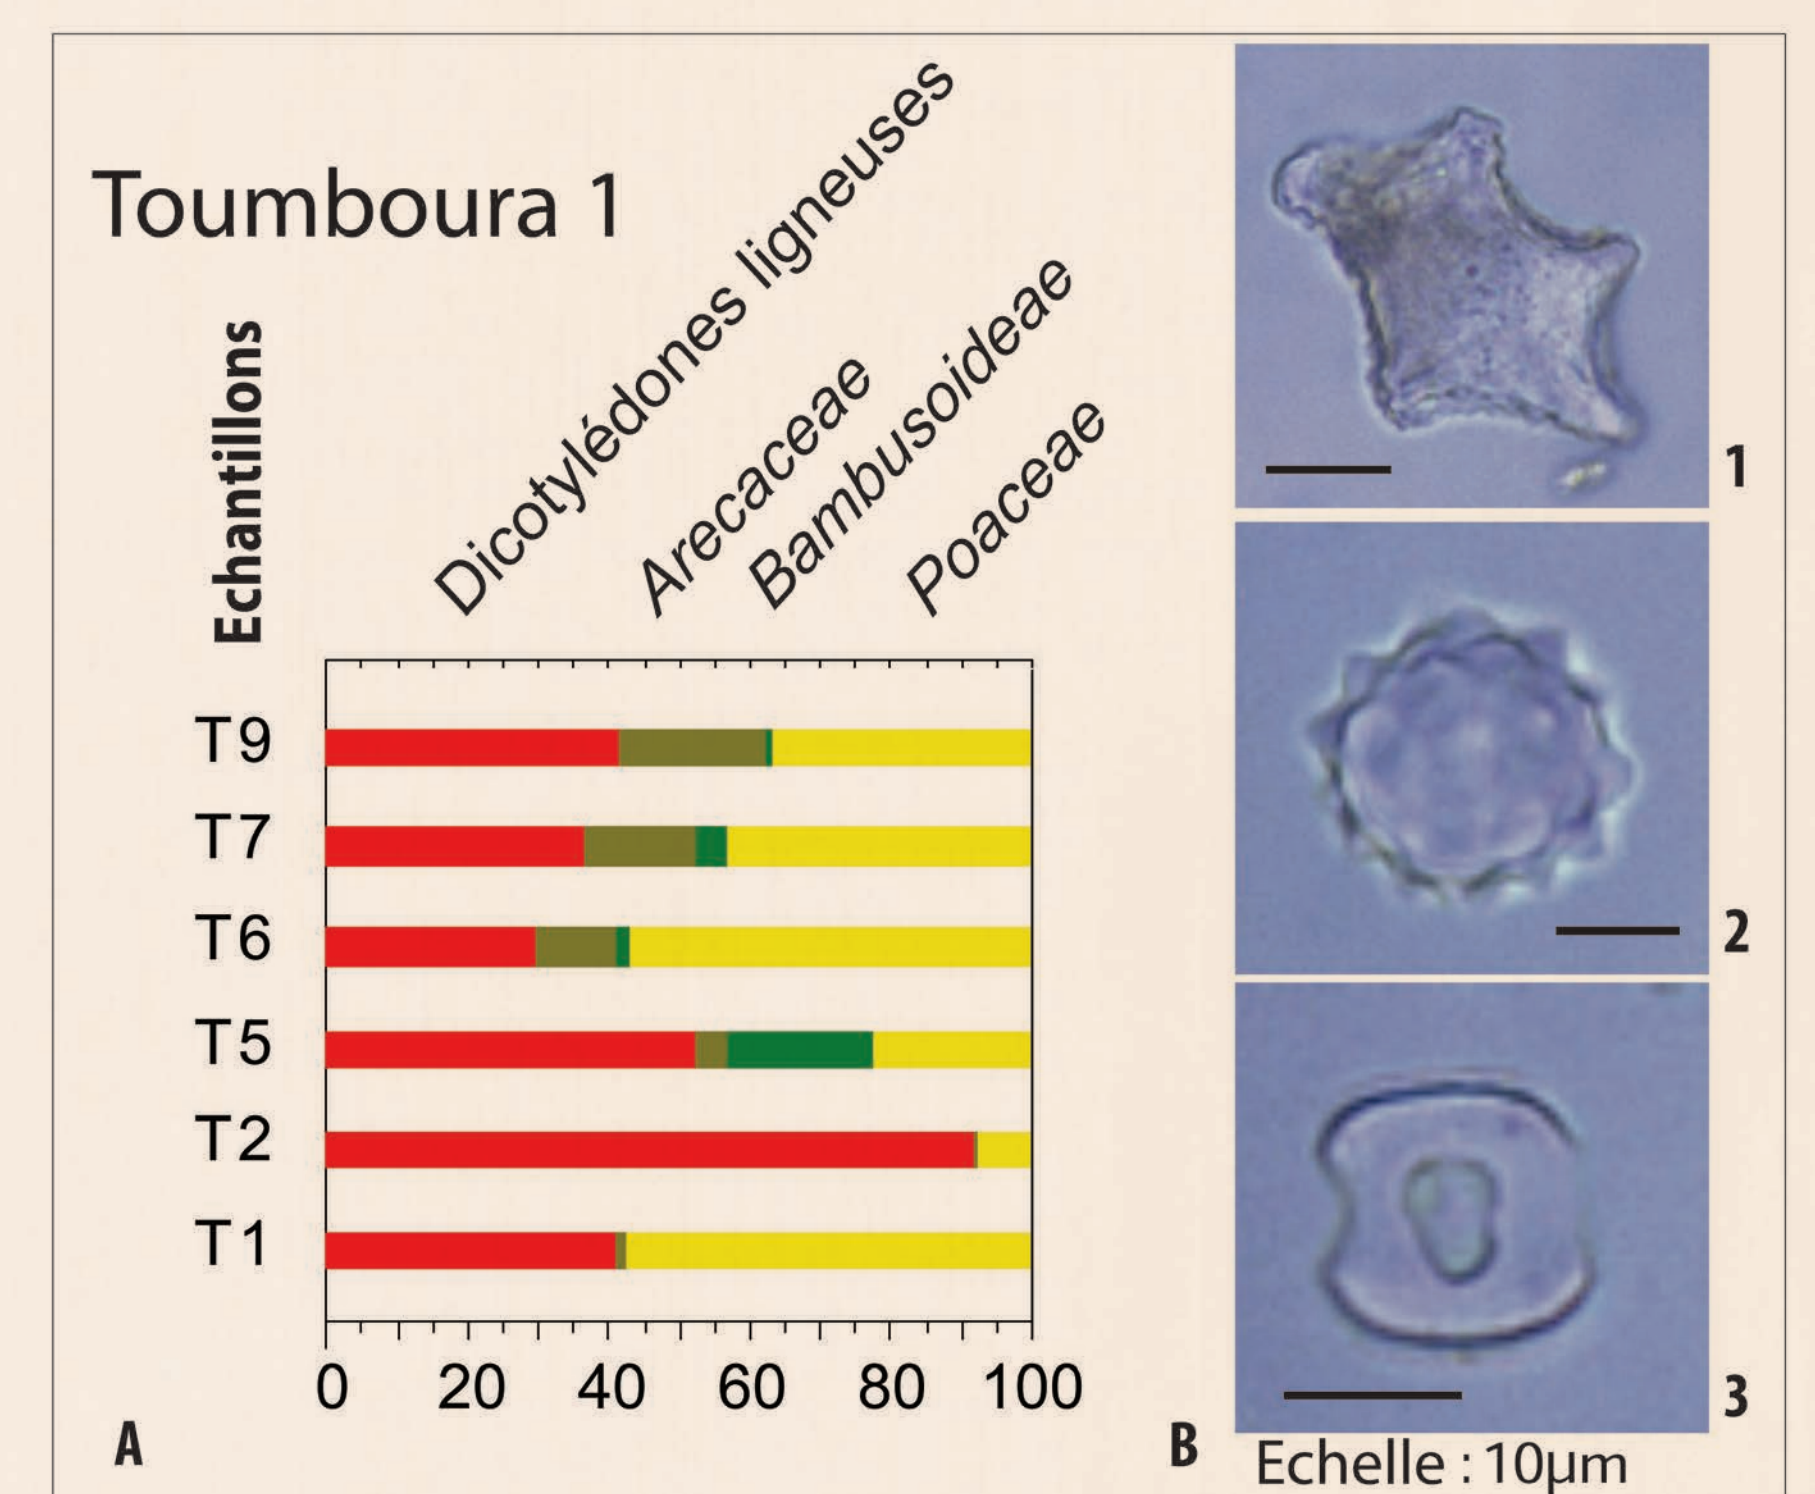 Toumboura 1
Echantillons
Dicotylédones ligneuses
Arecaceae
Bambusoideae
Poaceae
T9
T7
T6
T5
T2
T1
0 20 40 60 80 100
A
1
2
3
B
Echelle : 10µm